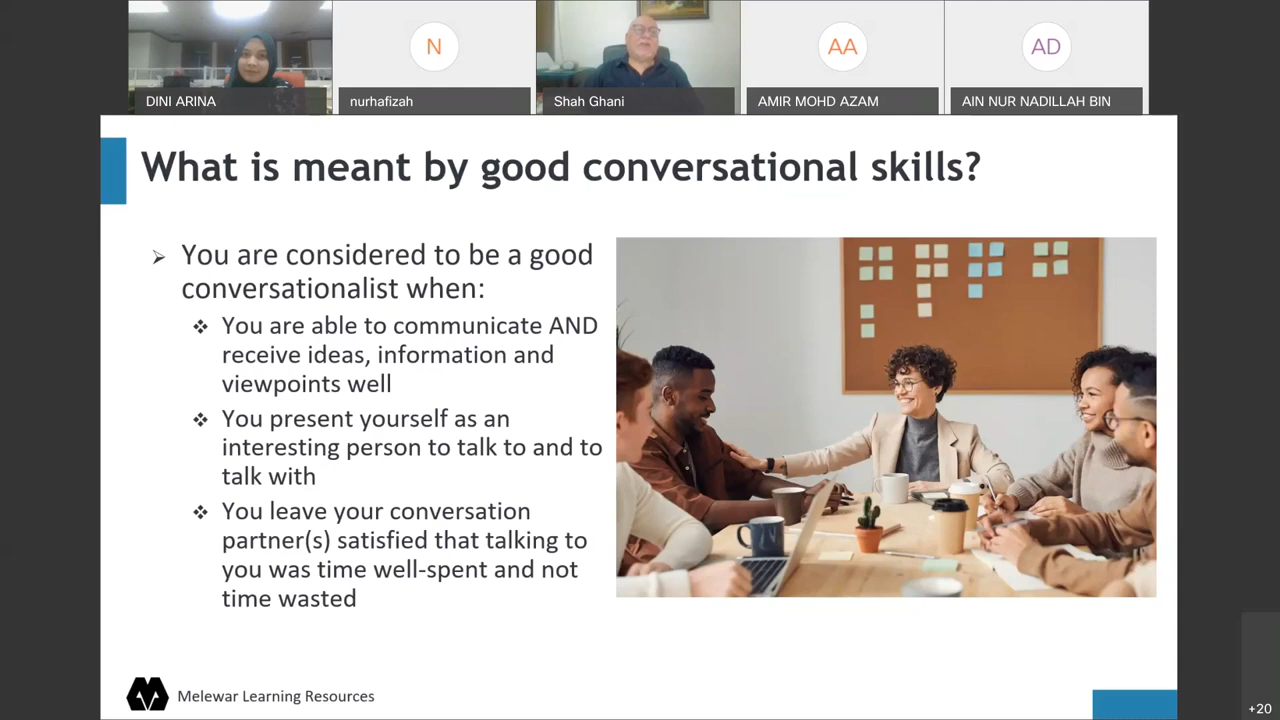 N
AA
AD
DINI ARINA
nurhafizah
Shah Ghani
AMIR MOHD AZAM
AIN NUR NADILLAH BIN
What is meant by good conversational skills?
You are considered to be a good
conversationalist when:
You are able to communicate AND
receive ideas, information and
viewpoints well
You present yourself as an
interesting person to talk to and to
talk with
You leave your conversation
partner(s) satisfied that talking to
you was time well-spent and not
time wasted
Melewar Learning Resources
+20